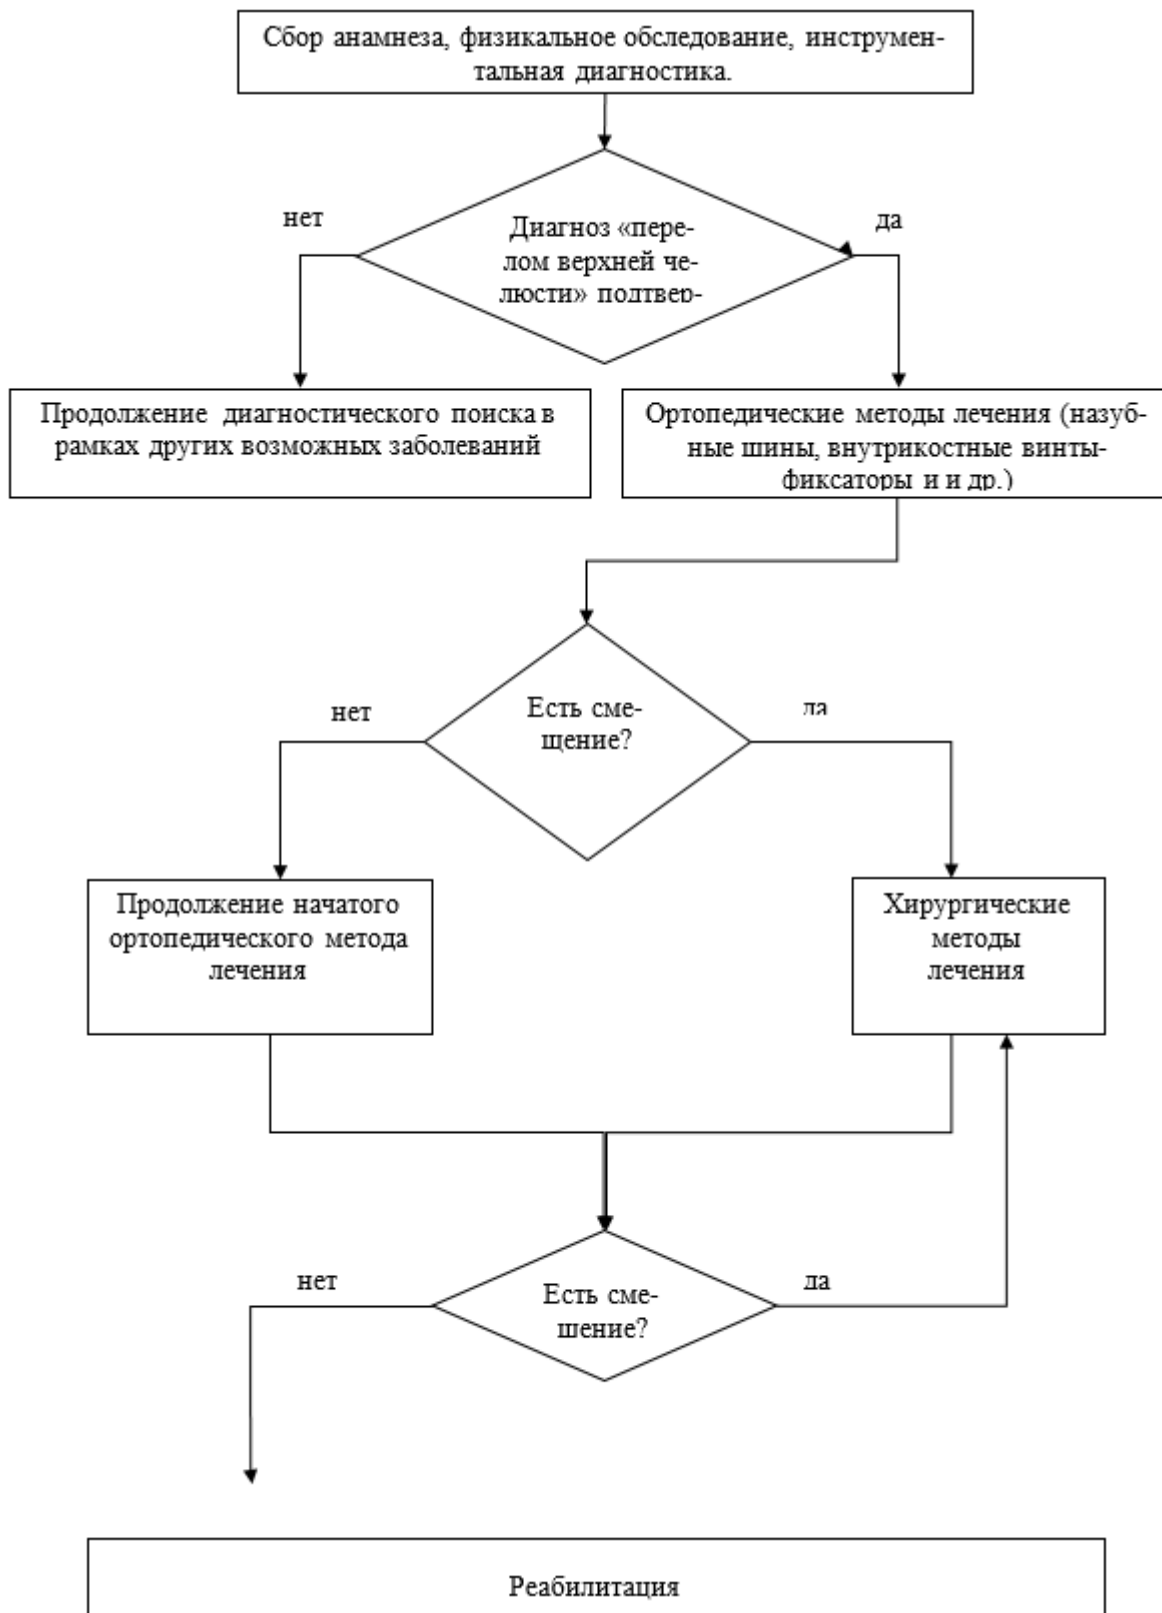 Сбор анамнеза, физикальное обследование, инструмен-
тальная диагностика.
нет
да
Диагноз «пере-
лом верхней че-
люсти» подтвер-
Продолжение диагностического поиска в
рамках других возможных заболеваний
Ортопедические методы лечения (назуб-
ные шины, внутрикостные винты-
фиксаторы и и др.)
нет
да
Есть сме-
щение?
Продолжение начатого
ортопедического метода
лечения
Хирургические
методы
лечения
нет
да
Есть сме-
щение?
Реабилитация